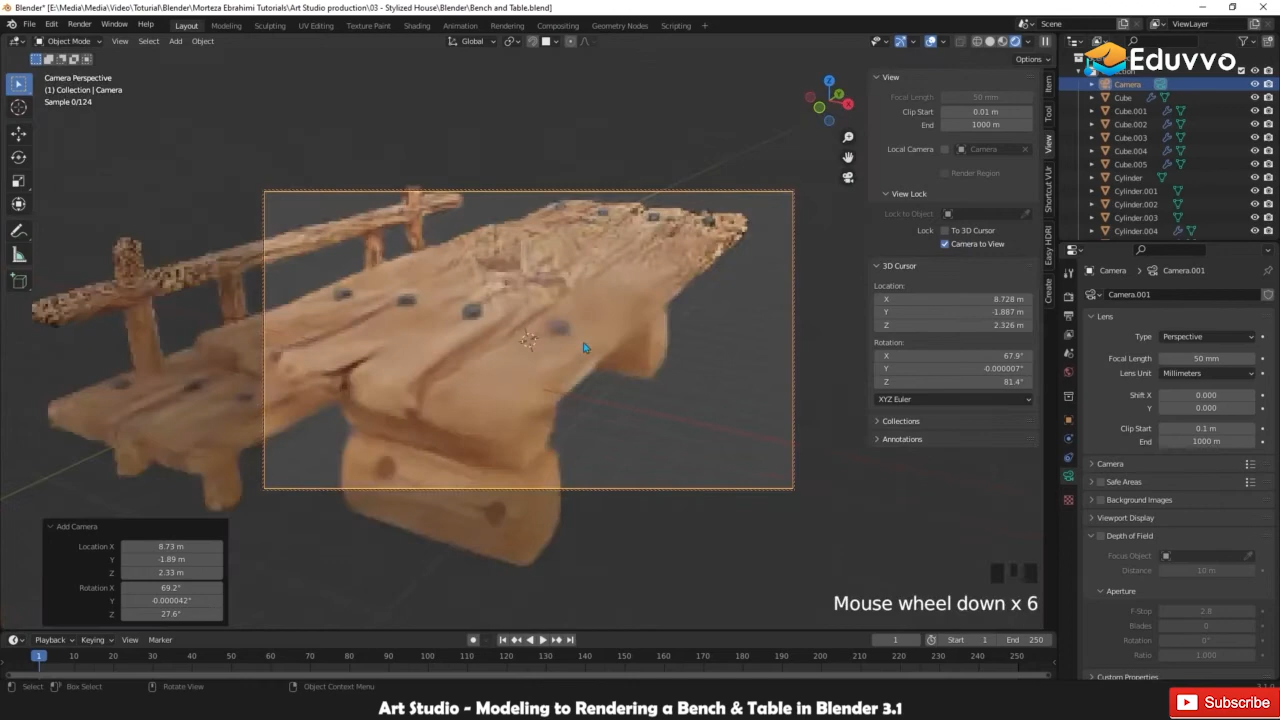 Blender* [E:\Media\Media\Video\Toturial\Blender\Morteza Ebrahimi Tutorials\Art Studio production\03 - Stylized House\Blender\Bench and Table.blend]
File Edit Render Window Help Layout Modeling Sculpting UV Editing Texture Paint Shading Animation Rendering Compositing Geometry Nodes Scripting + Scene ViewLayer
Object Mode View Select Add Object Global
Options
Eduvvo
Camera Perspective
(1) Collection | Camera
Sample 0/124
View
Focal Length 50 mm
Clip Start 0.01 m
End 1000 m
Local Camera Camera
Render Region
View Lock
Lock to Object
Lock To 3D Cursor
Camera to View
3D Cursor
Location:
X 8.728 m
Y -1.887 m
Z 2.326 m
Rotation:
X 67.9°
Y -0.000007°
Z 81.4°
XYZ Euler
Collections
Annotations
Item
Tool
View
Shortcut VUr
Easy HDRI
Create
Camera
Cube
Cube.001
Cube.002
Cube.003
Cube.004
Cube.005
Cylinder
Cylinder.001
Cylinder.002
Cylinder.003
Cylinder.004
Camera Camera.001
Camera.001
Lens
Type Perspective
Focal Length 50 mm
Lens Unit Millimeters
Shift X 0.000
Y 0.000
Clip Start 0.1 m
End 1000 m
Camera
Safe Areas
Background Images
Viewport Display
Depth of Field
Focus Object
Distance 10 m
Aperture
F-Stop 2.8
Blades 0
Rotation 0°
Ratio 1.000
Custom Properties
Add Camera
Location X 8.73 m
Y -1.89 m
Z 2.33 m
Rotation X 69.2°
Y -0.000042°
Z 27.6°
Mouse wheel down x 6
Playback Keying View Marker 1 Start 1 End 250
1 10 20 30 40 50 60 70 80 90 100 110 120 130 140 150 160 170 180 190 200 210 220 230 240 250
Select Box Select Rotate View Object Context Menu
Art Studio - Modeling to Rendering a Bench & Table in Blender 3.1
Subscribe